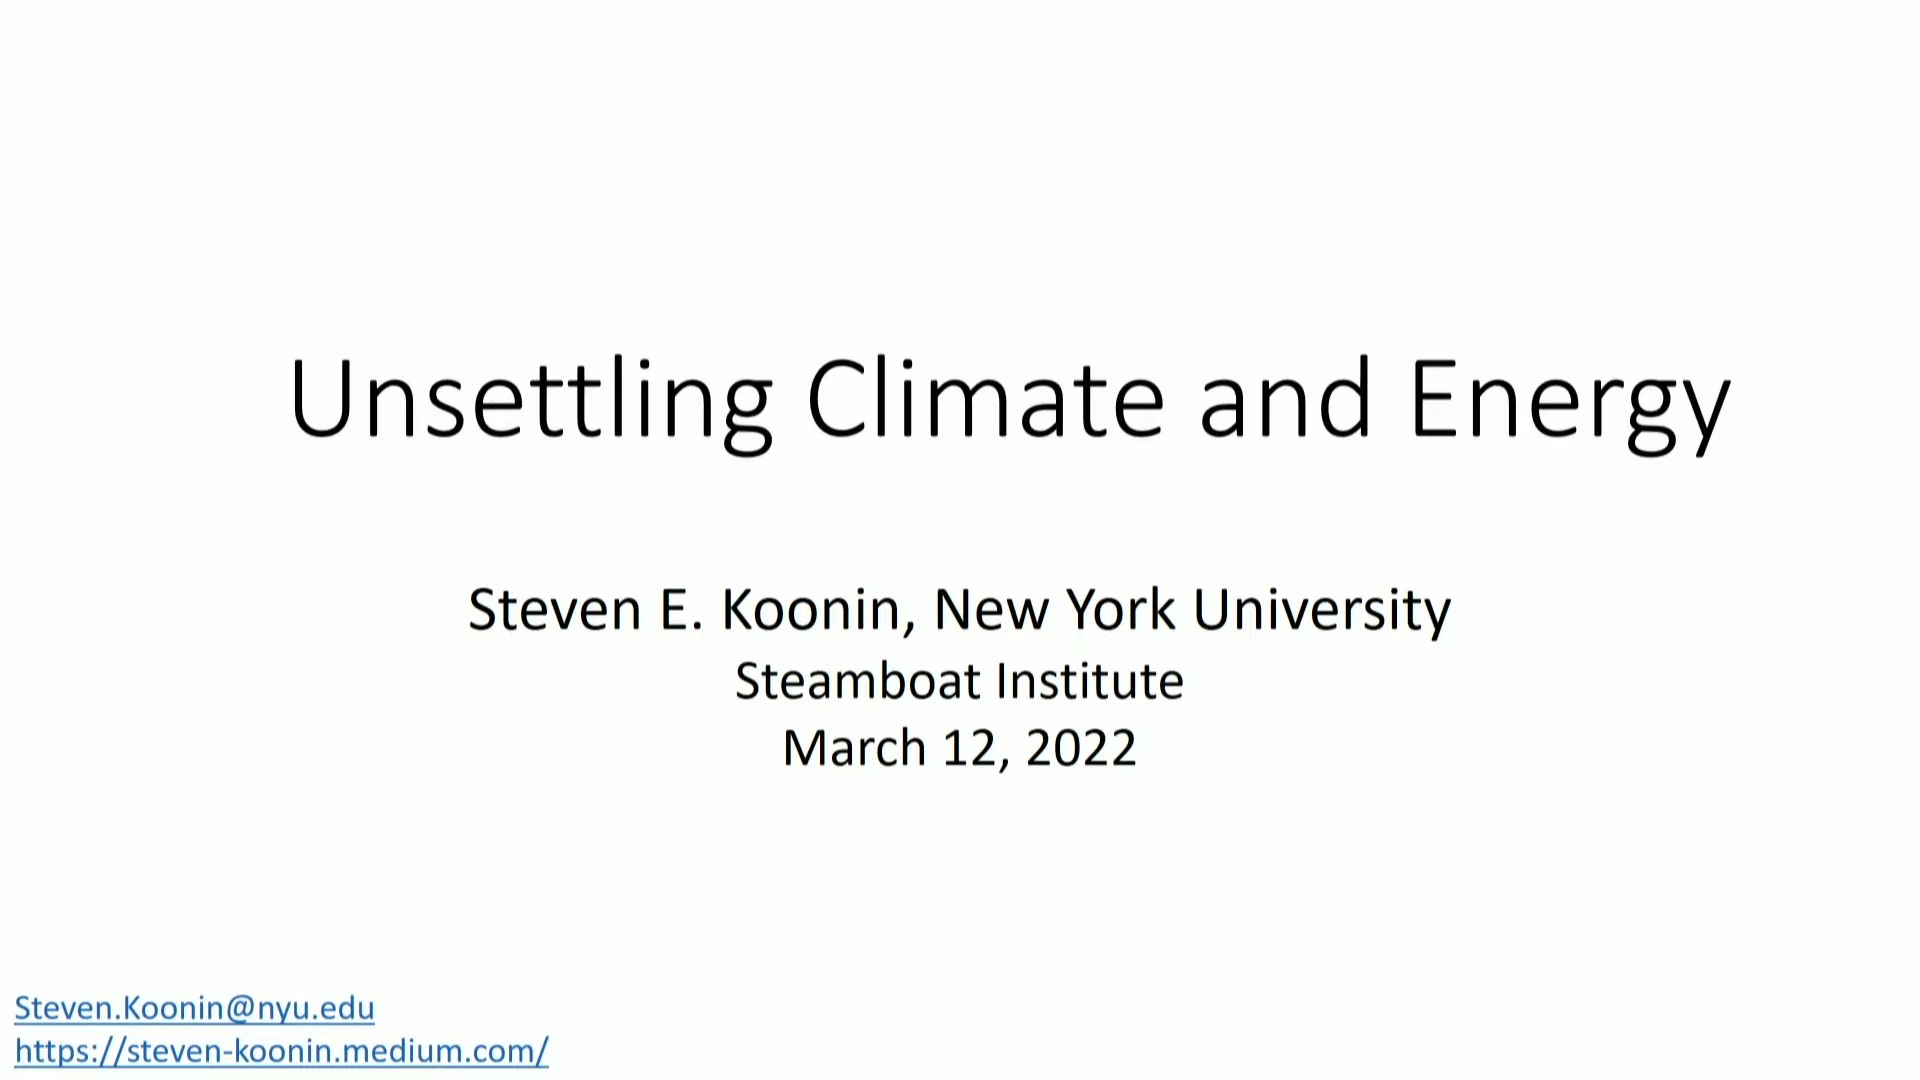 Unsettling Climate and Energy
Steven E. Koonin, New York University
Steamboat Institute
March 12, 2022
Steven.Koonin@nyu.edu
https://steven-koonin.medium.com/